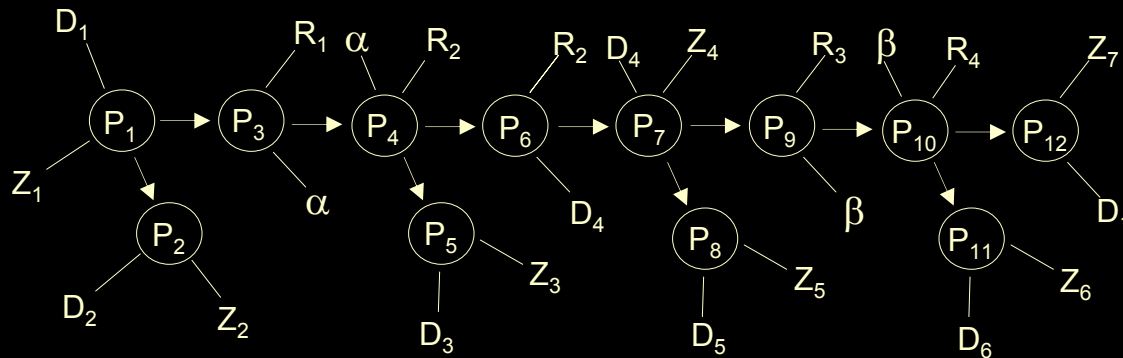 D₁ R₁ α R₂ R₂ D₄ Z₄ R₃ β R₄ Z₇
P₁ P₃ P₄ P₆ P₇ P₉ P₁₀ P₁₂
Z₁ α D₄ β
P₂ P₅ P₈ P₁₁
D₂ Z₂ D₃ Z₃ D₅ Z₅ D₆ Z₆